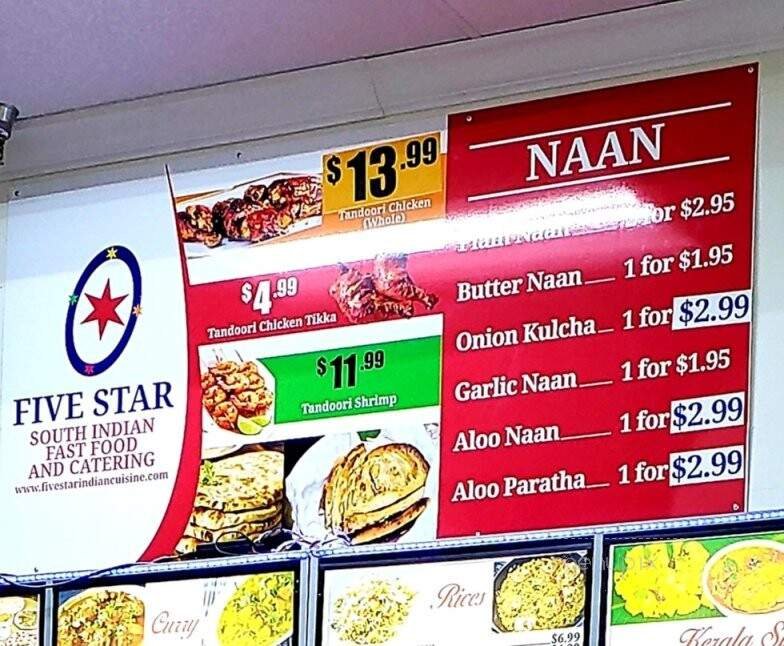 $13.99
Tandoori Chicken
(Whole)
$4.99
Tandoori Chicken Tikka
$11.99
Tandoori Shrimp
FIVE STAR
SOUTH INDIAN
FAST FOOD
AND CATERING
www.fivestarindiancuisine.com
NAAN
Plain Naan for $2.95
Butter Naan 1 for $1.95
Onion Kulcha 1 for $2.99
Garlic Naan 1 for $1.95
Aloo Naan 1 for $2.99
Aloo Paratha 1 for $2.99
Curry
Rices
$6.99
Kerala